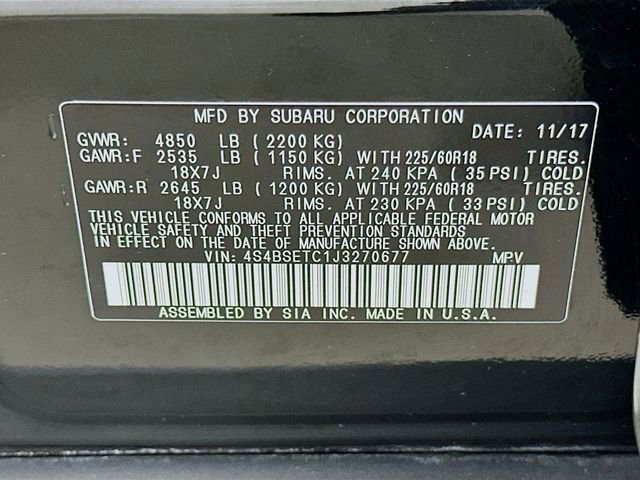 MFD BY SUBARU CORPORATION
GVWR: 4850 LB (2200 KG) DATE: 11/17
GAWR:F 2535 LB (1150 KG) WITH 225/60R18 TIRES.
18X7J RIMS. AT 240 KPA (35 PSI) COLD
GAWR:R 2645 LB (1200 KG) WITH 225/60R18 TIRES.
18X7J RIMS. AT 230 KPA (33 PSI) COLD
THIS VEHICLE CONFORMS TO ALL APPLICABLE FEDERAL MOTOR
VEHICLE SAFETY AND THEFT PREVENTION STANDARDS
IN EFFECT ON THE DATE OF MANUFACTURE SHOWN ABOVE.
VIN: 4S4BSETC1J3270677 MPV
ASSEMBLED BY SIA INC. MADE IN U.S.A.